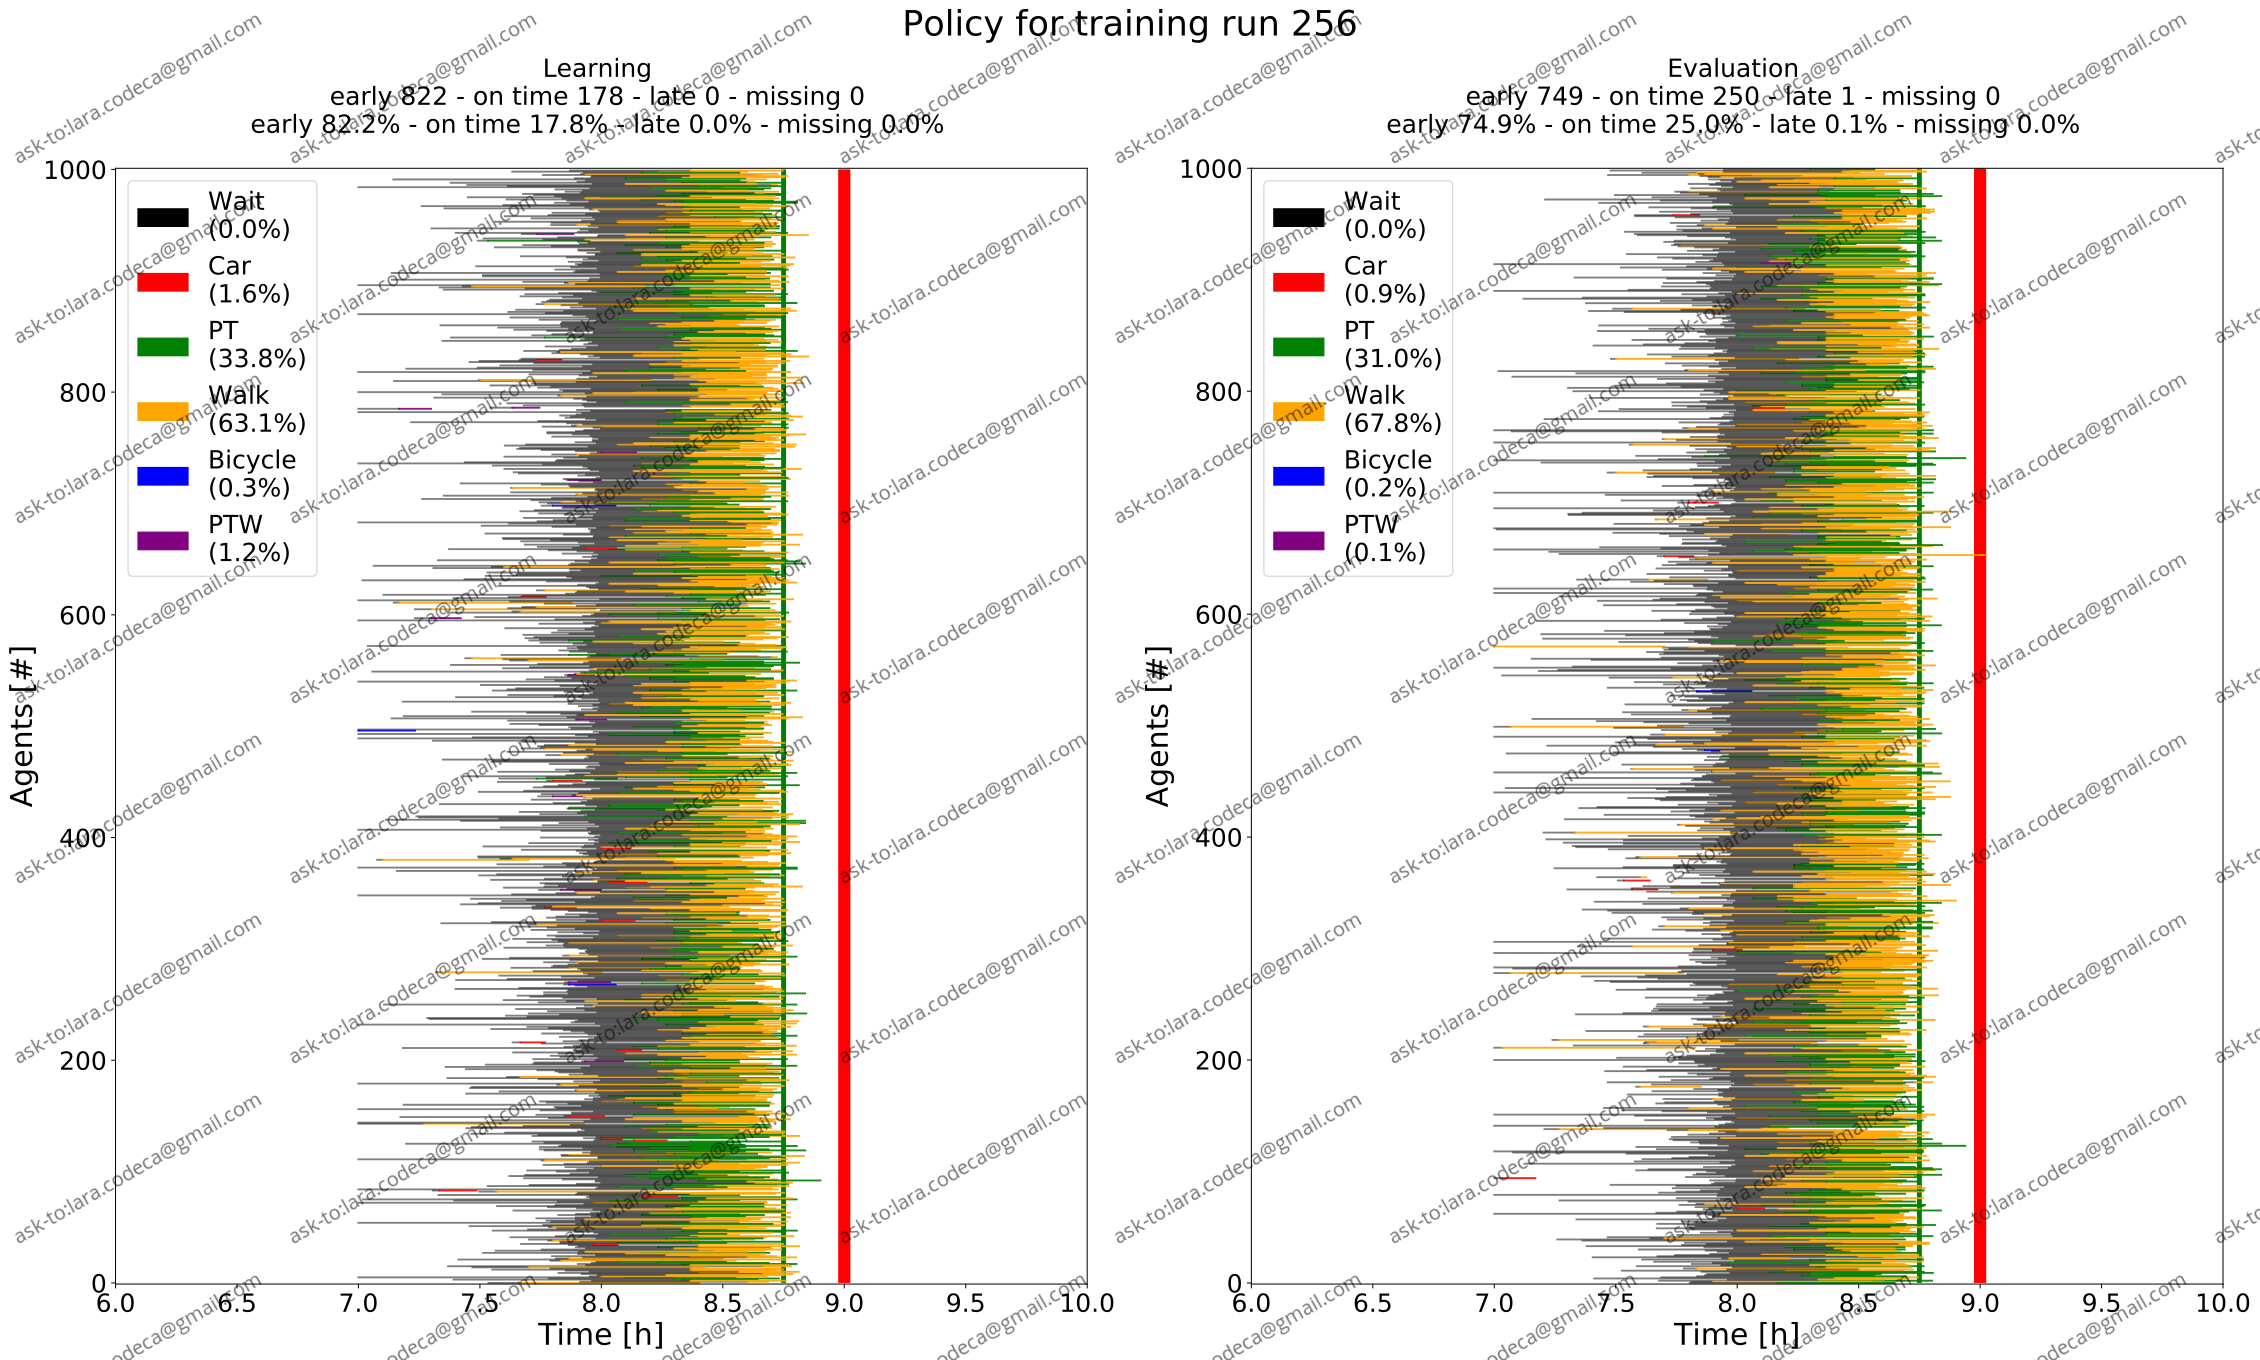 Policy for training run 256
Learning
early 822 - on time 178 - late 0 - missing 0
early 82.2% - on time 17.8% - late 0.0% - missing 0.0%
1000
800
600
400
200
0
Agents [#]
Wait
(0.0%)
Car
(1.6%)
PT
(33.8%)
Walk
(63.1%)
Bicycle
(0.3%)
PTW
(1.2%)
6.0 6.5 7.0 7.5 8.0 8.5 9.0 9.5 10.0
Time [h]
Evaluation
early 749 - on time 250 - late 1 - missing 0
early 74.9% - on time 25.0% - late 0.1% - missing 0.0%
1000
800
600
400
200
0
Agents [#]
Wait
(0.0%)
Car
(0.9%)
PT
(31.0%)
Walk
(67.8%)
Bicycle
(0.2%)
PTW
(0.1%)
6.0 6.5 7.0 7.5 8.0 8.5 9.0 9.5 10.0
Time [h]
ask-to:lara.codeca@gmail.com